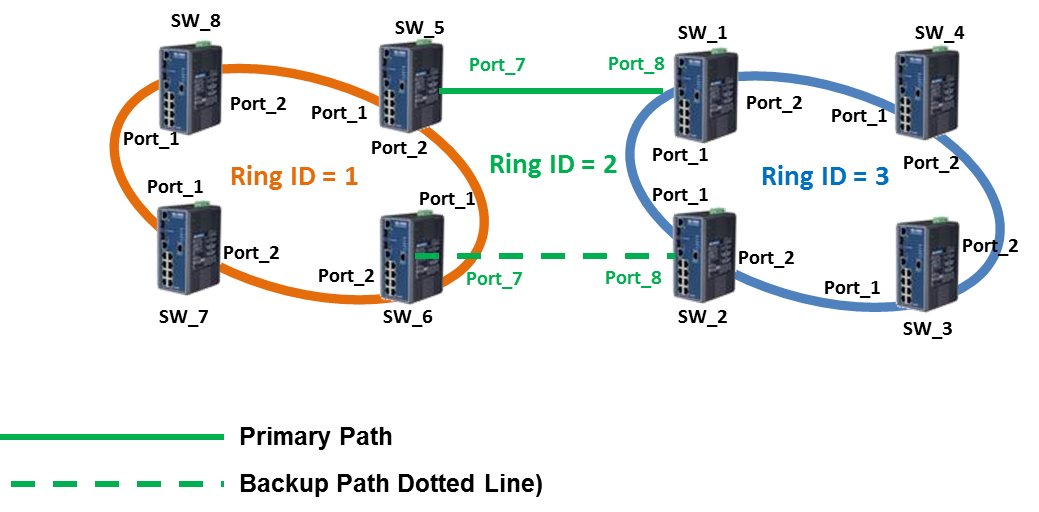 SW_8
SW_5
SW_1
SW_4
Port_7
Port_8
Port_2
Port_1
Port_2
Port_1
Port_1
Port_2
Port_1
Port_2
Ring ID = 1
Ring ID = 2
Ring ID = 3
Port_1
Port_1
Port_1
Port_2
Port_2
Port_2
Port_7
Port_8
Port_2
Port_1
SW_7
SW_6
SW_2
SW_3
Primary Path
Backup Path Dotted Line)